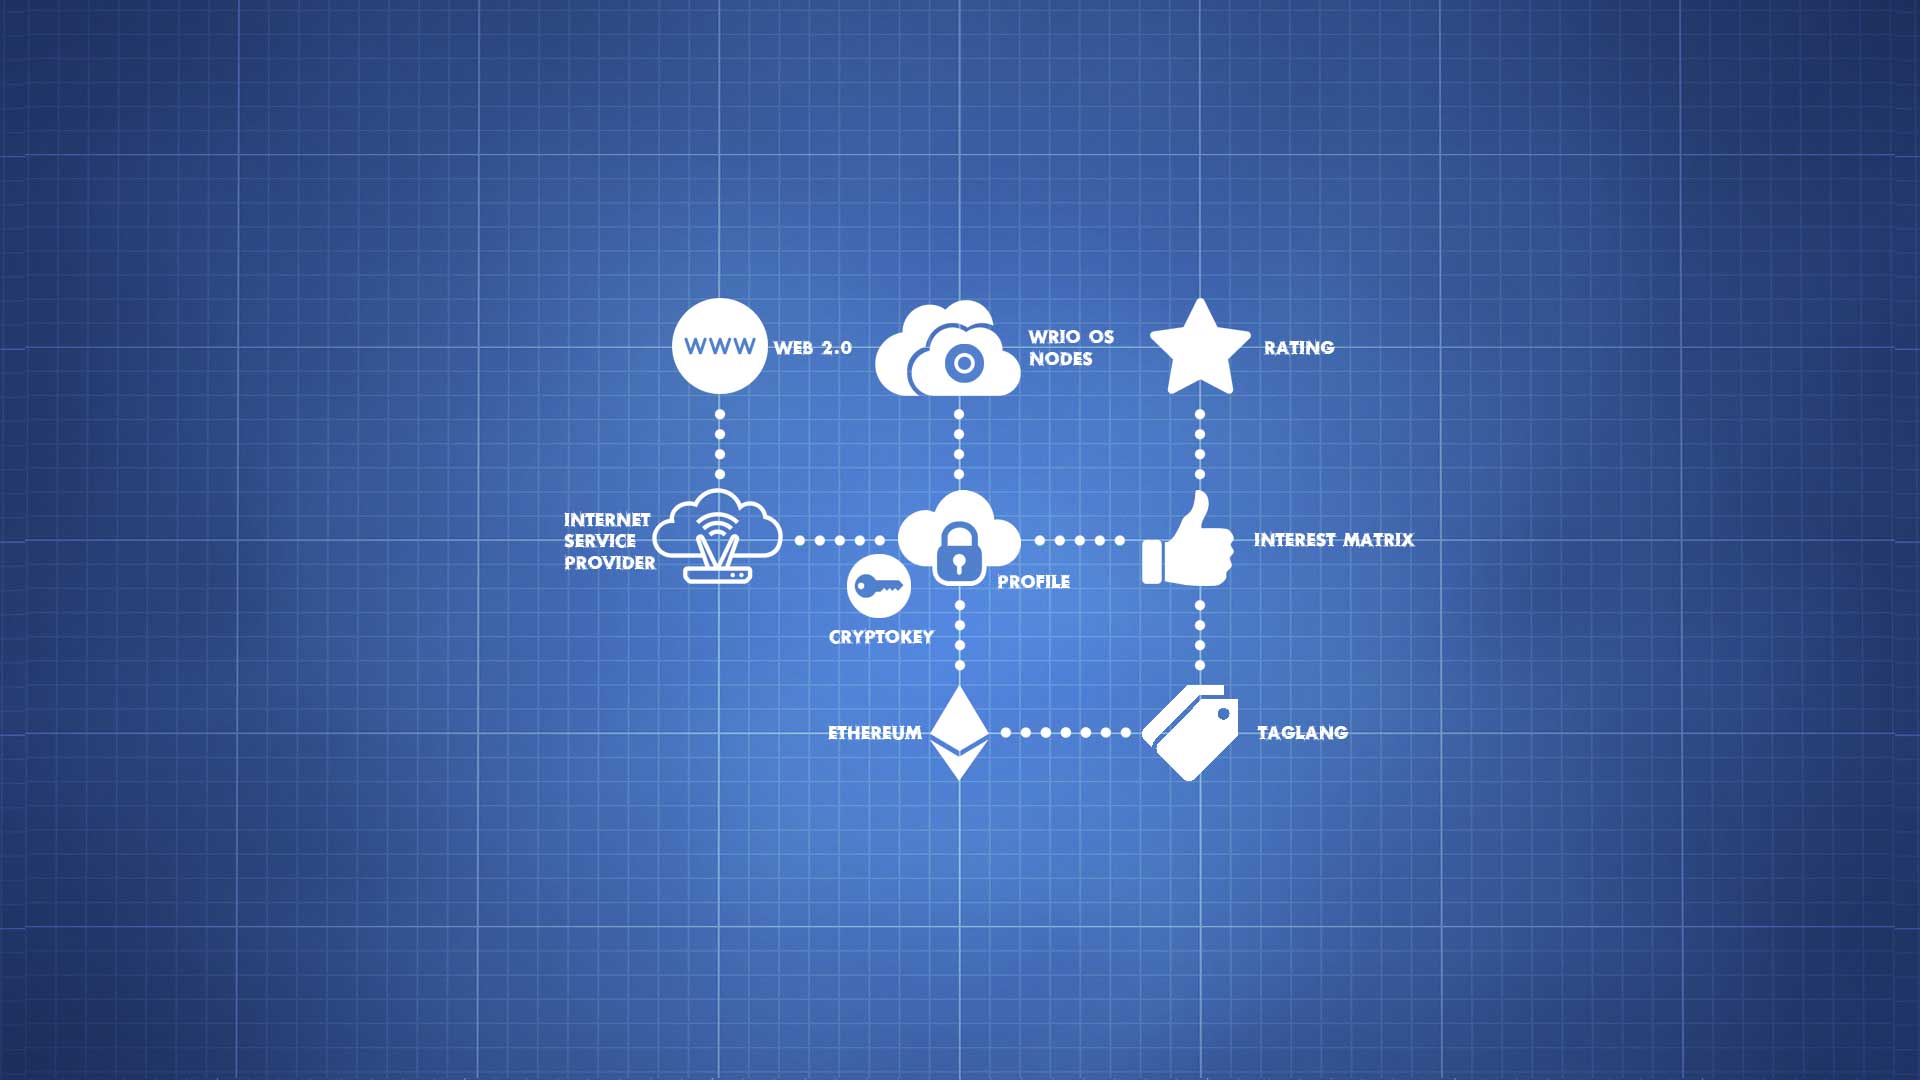 WWW
WEB 2.0
WRIO OS
NODES
RATING
INTERNET
SERVICE
PROVIDER
INTEREST MATRIX
PROFILE
CRYPTOKEY
ETHEREUM
TAGLANG